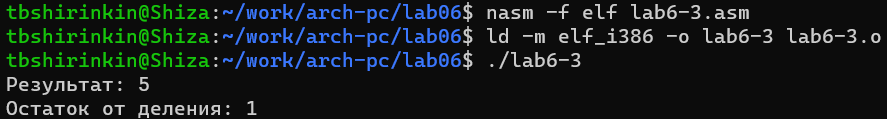 tbshirinkin@Shiza:~/work/arch-pc/lab06$ nasm -f elf lab6-3.asm
tbshirinkin@Shiza:~/work/arch-pc/lab06$ ld -m elf_i386 -o lab6-3 lab6-3.o
tbshirinkin@Shiza:~/work/arch-pc/lab06$ ./lab6-3
Результат: 5
Остаток от деления: 1